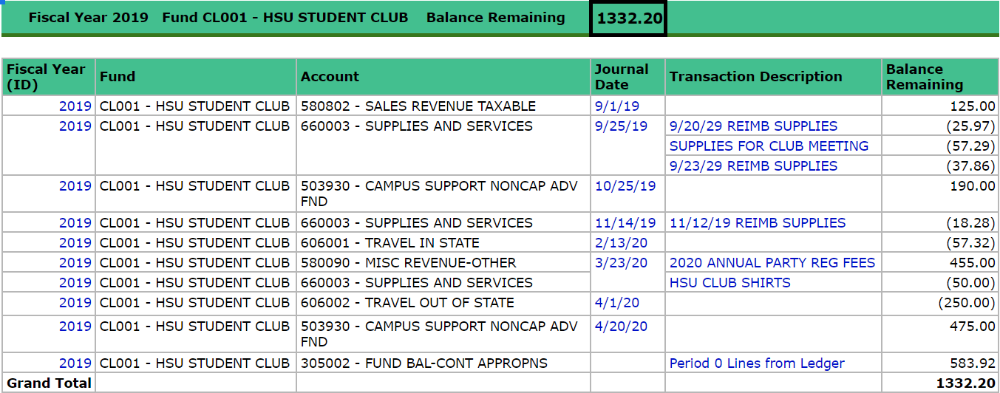 Fiscal Year 2019 Fund CL001 - HSU STUDENT CLUB Balance Remaining 1332.20
Fiscal Year (ID) Fund Account Journal Date Transaction Description Balance Remaining
2019 CL001 - HSU STUDENT CLUB 580802 - SALES REVENUE TAXABLE 9/1/19 125.00
2019 CL001 - HSU STUDENT CLUB 660003 - SUPPLIES AND SERVICES 9/25/19 9/20/29 REIMB SUPPLIES (25.97)
SUPPLIES FOR CLUB MEETING (57.29)
9/23/29 REIMB SUPPLIES (37.86)
2019 CL001 - HSU STUDENT CLUB 503930 - CAMPUS SUPPORT NONCAP ADV FND 10/25/19 190.00
2019 CL001 - HSU STUDENT CLUB 660003 - SUPPLIES AND SERVICES 11/14/19 11/12/19 REIMB SUPPLIES (18.28)
2019 CL001 - HSU STUDENT CLUB 606001 - TRAVEL IN STATE 2/13/20 (57.32)
2019 CL001 - HSU STUDENT CLUB 580090 - MISC REVENUE-OTHER 3/23/20 2020 ANNUAL PARTY REG FEES 455.00
2019 CL001 - HSU STUDENT CLUB 660003 - SUPPLIES AND SERVICES HSU CLUB SHIRTS (50.00)
2019 CL001 - HSU STUDENT CLUB 606002 - TRAVEL OUT OF STATE 4/1/20 (250.00)
2019 CL001 - HSU STUDENT CLUB 503930 - CAMPUS SUPPORT NONCAP ADV FND 4/20/20 475.00
2019 CL001 - HSU STUDENT CLUB 305002 - FUND BAL-CONT APPROPNS Period 0 Lines from Ledger 583.92
Grand Total 1332.20